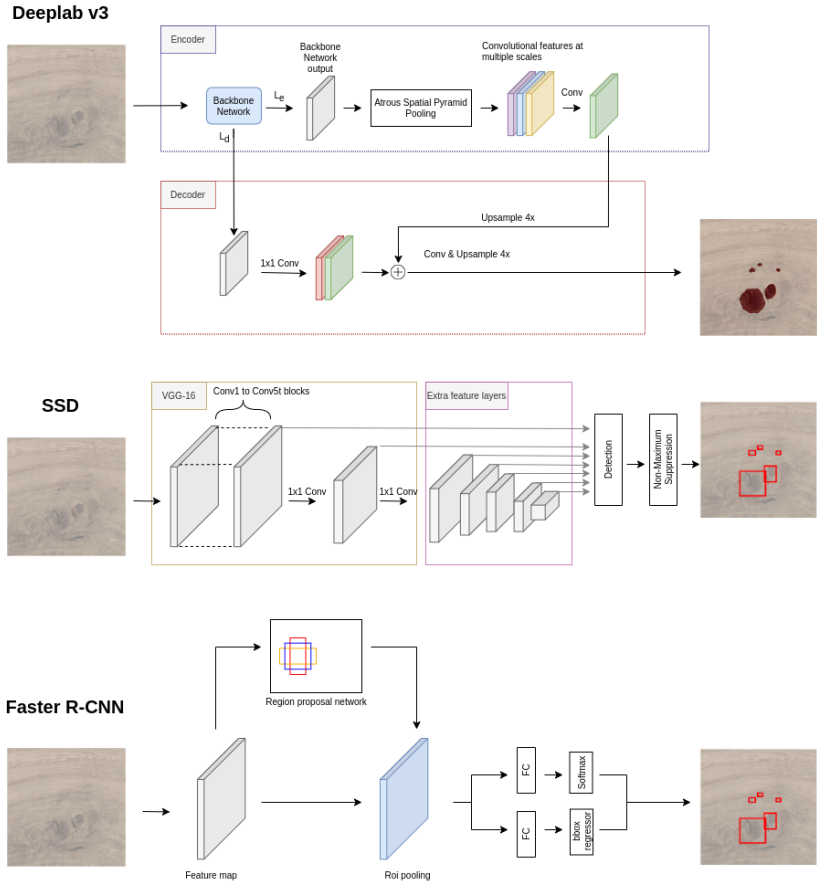 Deeplab v3
Encoder
Backbone
Network
output
Convolutional features at
multiple scales
Backbone
Network
Le
Atrous Spatial Pyramid
Pooling
Conv
Ld
Decoder
Upsample 4x
1x1 Conv
Conv & Upsample 4x
SSD
VGG-16
Conv1 to Conv5t blocks
Extra feature layers
1x1 Conv
1x1 Conv
Detection
Non-Maximum
Suppression
Region proposal network
Faster R-CNN
FC
Softmax
FC
bbox
regressor
Feature map
Roi pooling